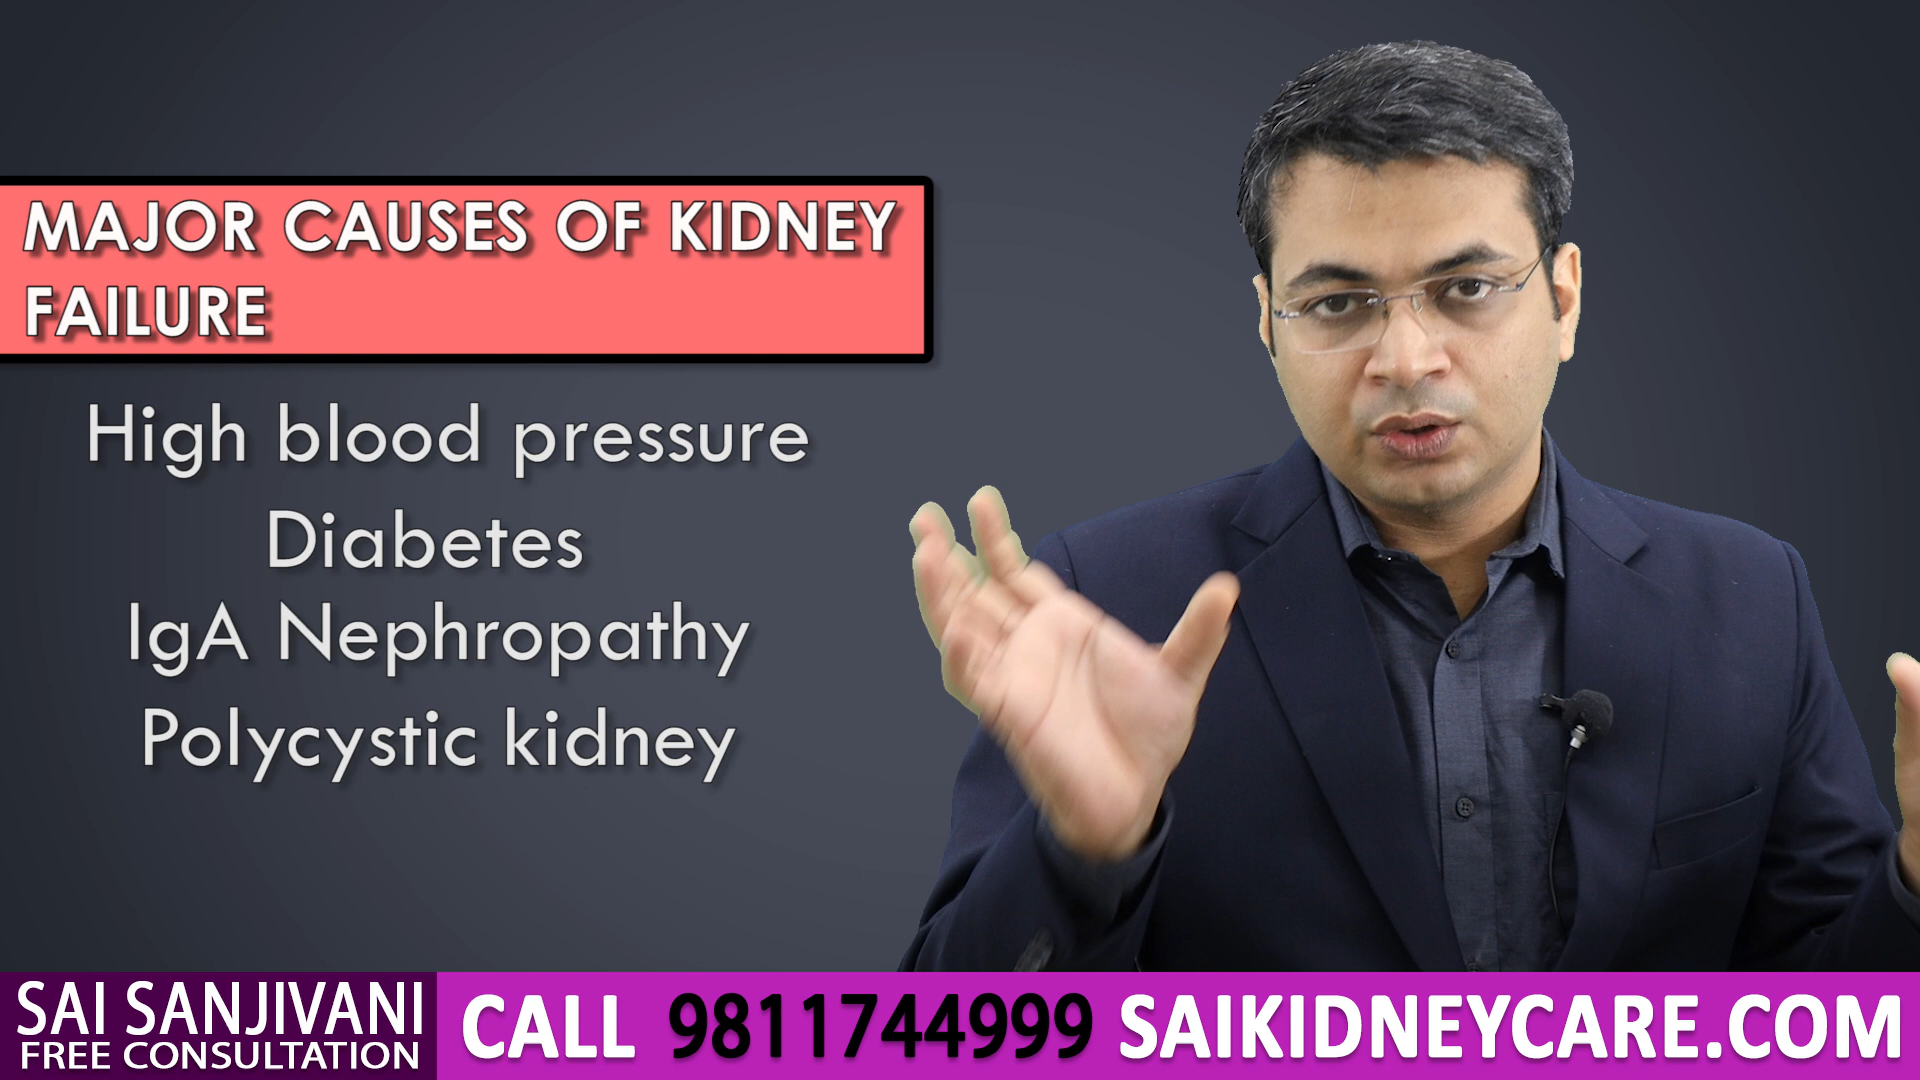 MAJOR CAUSES OF KIDNEY
FAILURE
High blood pressure
Diabetes
IgA Nephropathy
Polycystic kidney
SAI SANJIVANI
FREE CONSULTATION
CALL 9811744999 SAIKIDNEYCARE.COM